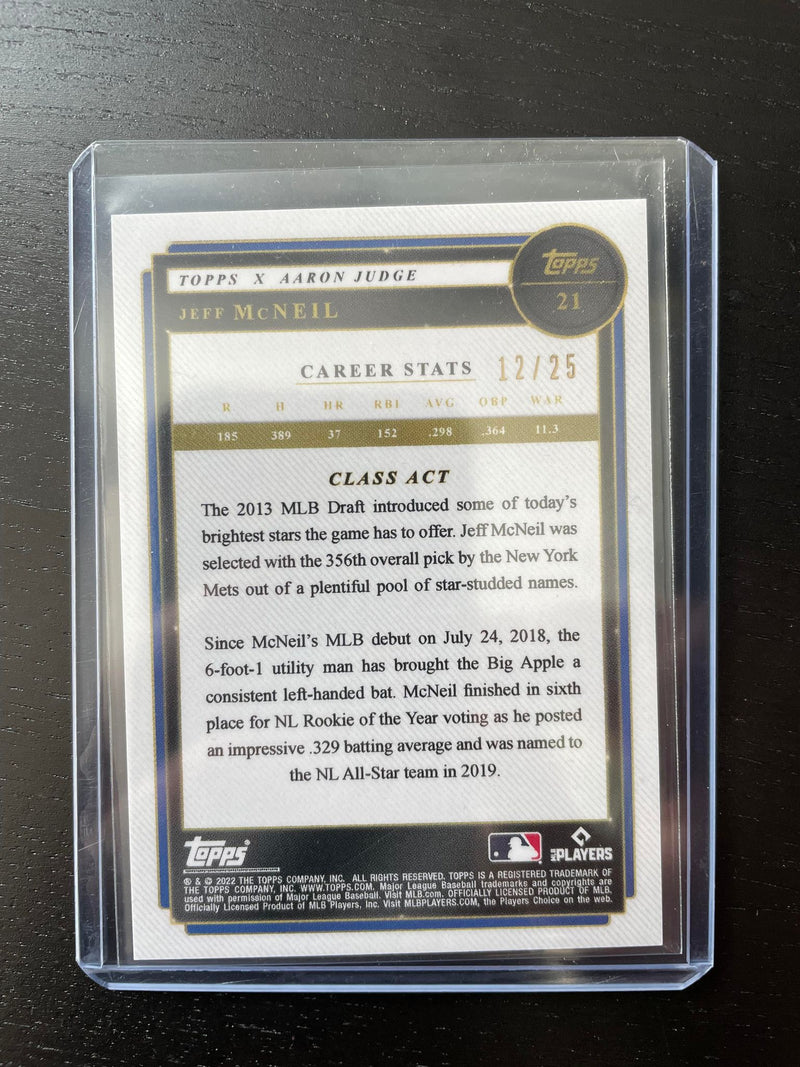 TOPPS
21
TOPPS X AARON JUDGE
JEFF MCNEIL
CAREER STATS 12/25
R H HR RBI AVG OBP WAR
185 389 37 152 .298 .364 11.3
CLASS ACT
The 2013 MLB Draft introduced some of today's
brightest stars the game has to offer. Jeff McNeil was
selected with the 356th overall pick by the New York
Mets out of a plentiful pool of star-studded names.
Since McNeil's MLB debut on July 24, 2018, the
6-foot-1 utility man has brought the Big Apple a
consistent left-handed bat. McNeil finished in sixth
place for NL Rookie of the Year voting as he posted
an impressive .329 batting average and was named to
the NL All-Star team in 2019.
TOPPS
MLB PLAYERS
® & © 2022 THE TOPPS COMPANY, INC. ALL RIGHTS RESERVED. TOPPS IS A REGISTERED TRADEMARK OF
THE TOPPS COMPANY, INC. WWW.TOPPS.COM. Major League Baseball trademarks and copyrights are
used with permission of Major League Baseball. Visit MLB.com. OFFICIALLY LICENSED PRODUCT OF MLB.
Officially Licensed Product of MLB Players, Inc. Visit MLBPLAYERS.COM, the Players Choice on the web.